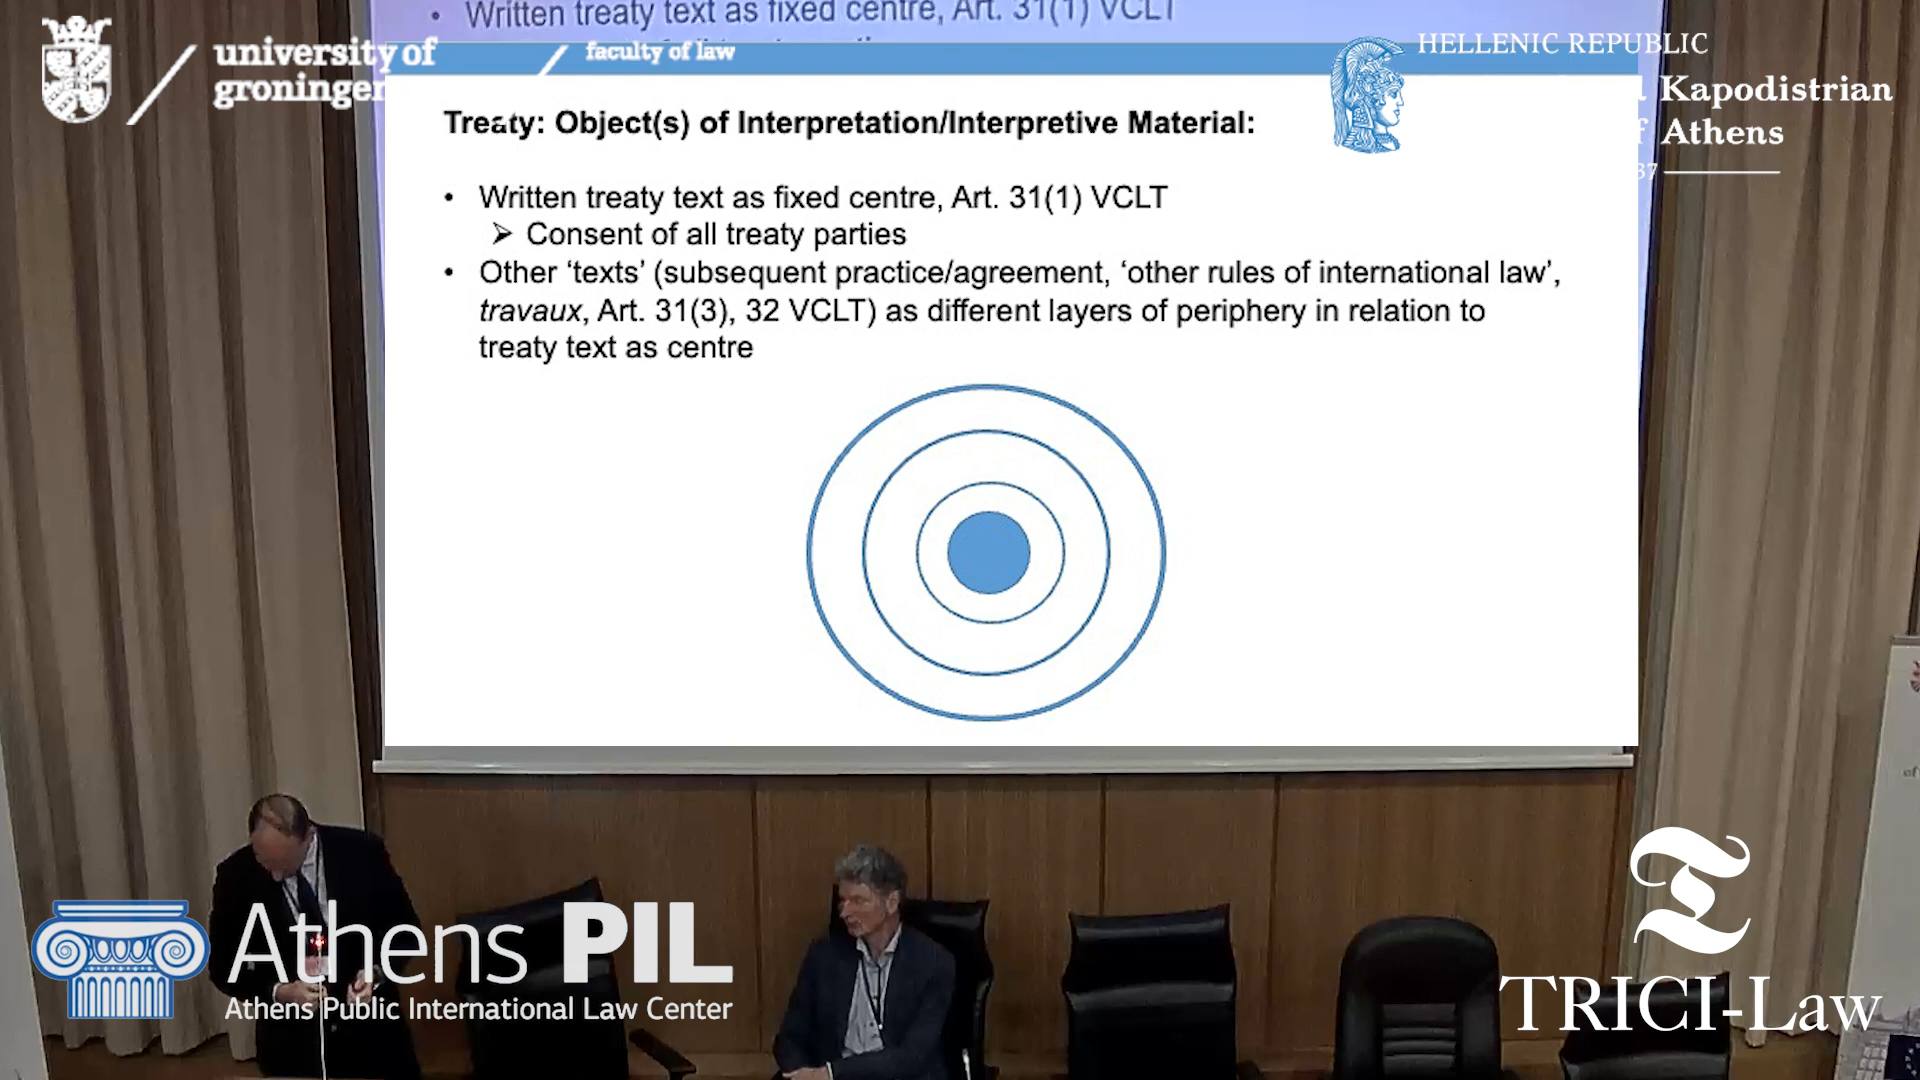 • Written treaty text as fixed centre, Art. 31(1) VCLT
university of
groningen
faculty of law
HELLENIC REPUBLIC
Kapodistrian
f Athens
37
Treaty: Object(s) of Interpretation/Interpretive Material:
• Written treaty text as fixed centre, Art. 31(1) VCLT
➢ Consent of all treaty parties
• Other ‘texts’ (subsequent practice/agreement, ‘other rules of international law’,
travaux, Art. 31(3), 32 VCLT) as different layers of periphery in relation to
treaty text as centre
Athens PIL
Athens Public International Law Center
TRICI-Law
of